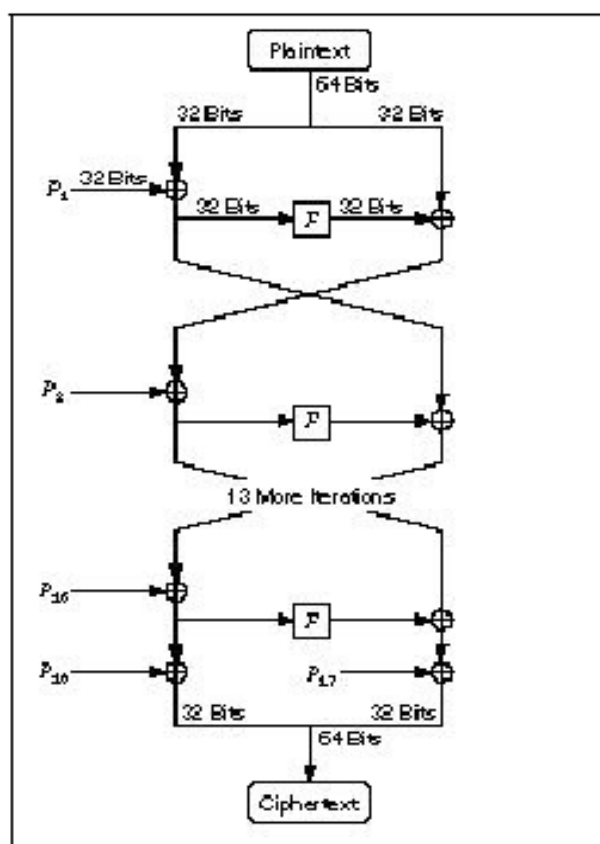 Plaintext
64 Bits
32 Bits 32 Bits
P1 32 Bits
32 Bits F 32 Bits
P2
F
13 More Iterations
P16
F
P18 P17
32 Bits 32 Bits
64 Bits
Ciphertext